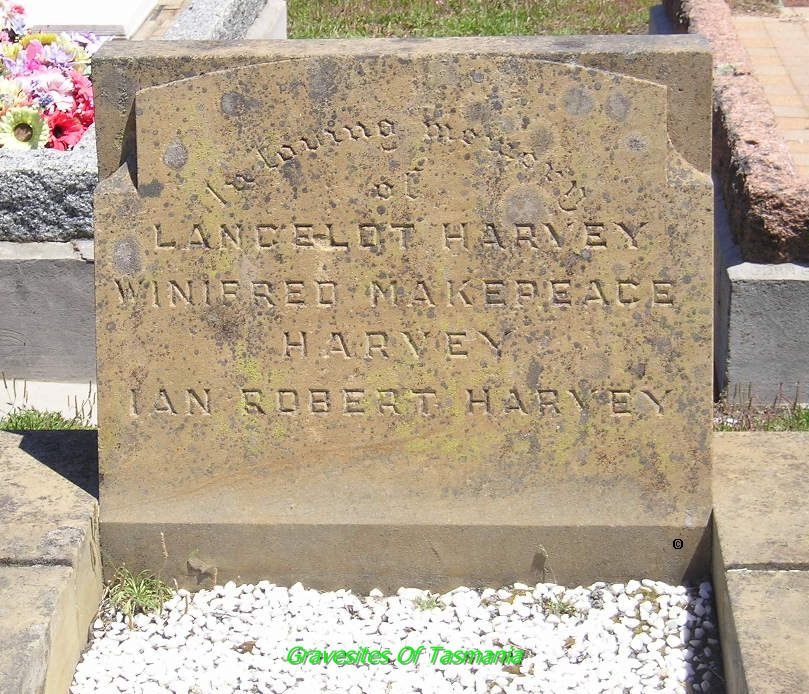 In loving memory
of
LANCELOT HARVEY
WINIFRED MAKEPEACE
HARVEY
IAN ROBERT HARVEY
©
Gravesites Of Tasmania